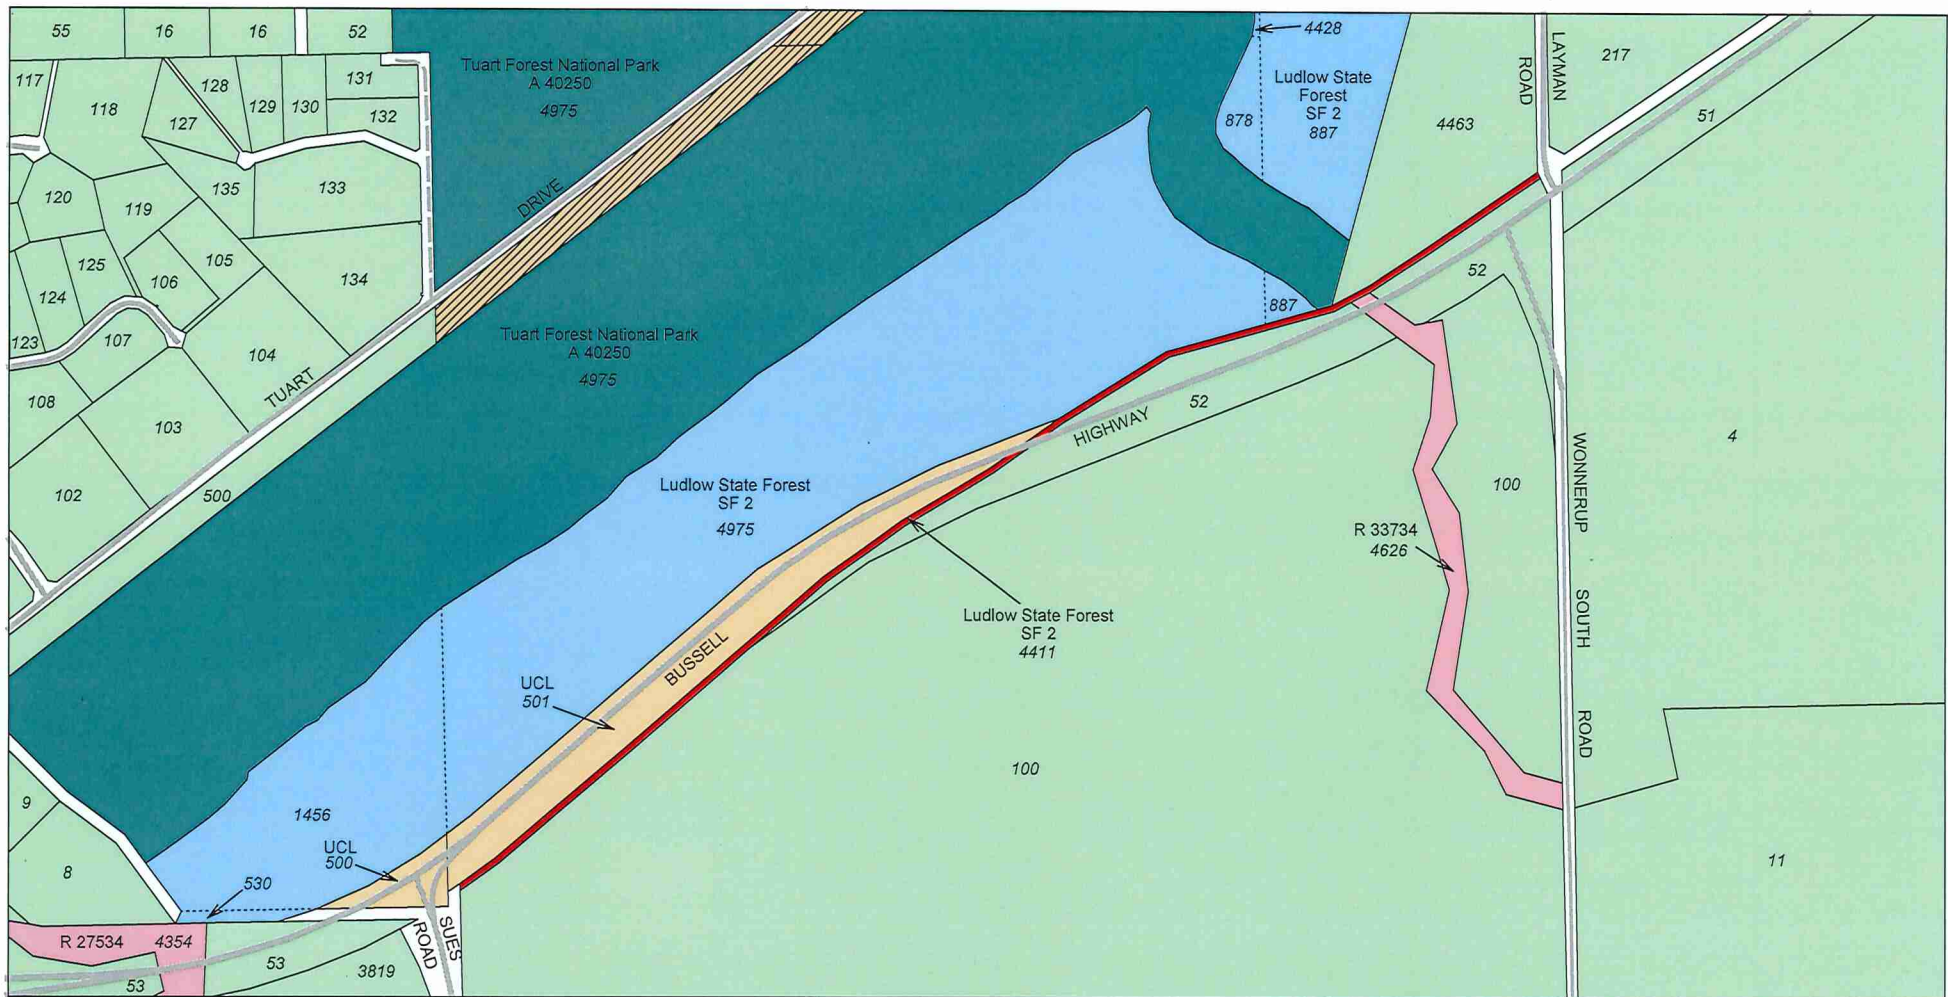 55
16
16
52
117
118
128
129
130
131
132
127
120
119
135
133
125
124
106
105
134
123
107
104
108
103
102
500
TUART
DRIVE
Tuart Forest National Park
A 40250
4975
Tuart Forest National Park
A 40250
4975
4428
Ludlow State
Forest
SF 2
887
878
887
4463
LAYMAN
ROAD
217
51
52
52
HIGHWAY
BUSSELL
4
100
WONNERUP
SOUTH
ROAD
R 33734
4626
Ludlow State Forest
SF 2
4975
Ludlow State Forest
SF 2
4411
UCL
501
100
11
9
8
1456
UCL
500
530
R 27534
4354
53
53
3819
SUES
ROAD